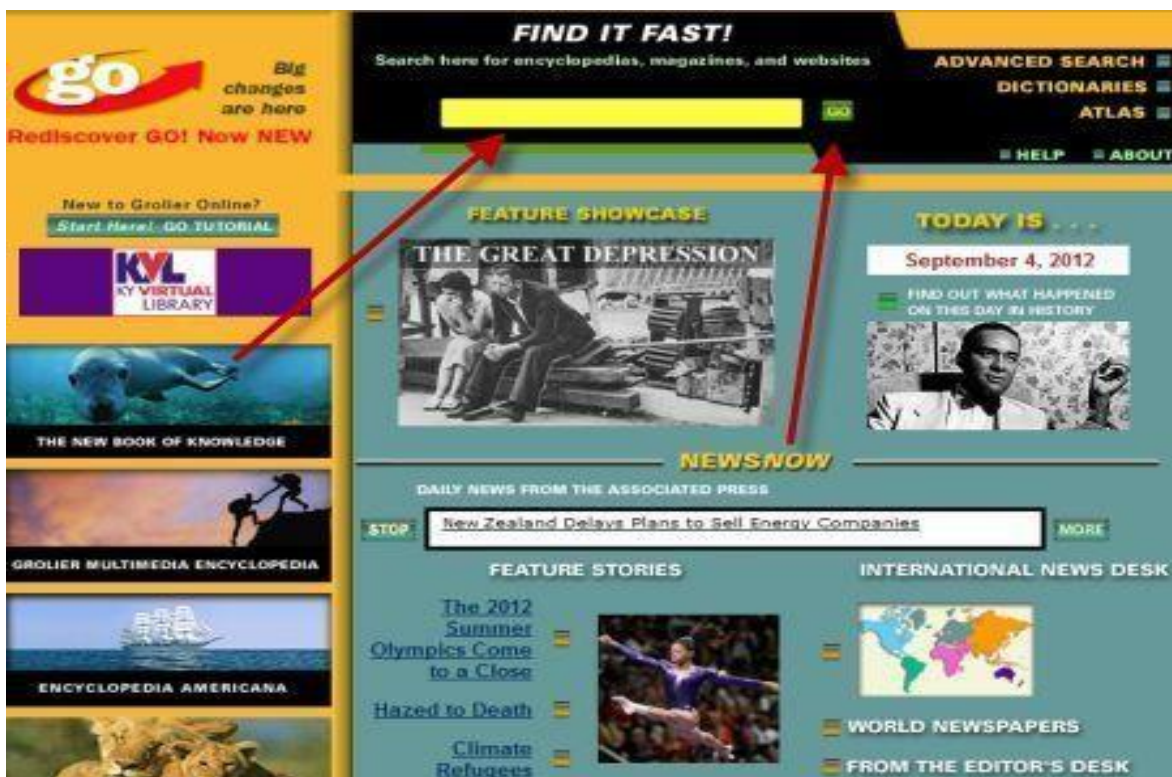 go
Big
changes
are here
Rediscover GO! Now NEW
FIND IT FAST!
Search here for encyclopedias, magazines, and websites
GO
ADVANCED SEARCH
DICTIONARIES
ATLAS
HELP
ABOUT
New to Grolier Online?
Start Here! GO TUTORIAL
KVL
KY VIRTUAL
LIBRARY
THE NEW BOOK OF KNOWLEDGE
GROLIER MULTIMEDIA ENCYCLOPEDIA
ENCYCLOPEDIA AMERICANA
FEATURE SHOWCASE
THE GREAT DEPRESSION
TODAY IS . . .
September 4, 2012
FIND OUT WHAT HAPPENED
ON THIS DAY IN HISTORY
NEWSNOW
DAILY NEWS FROM THE ASSOCIATED PRESS
STOP
New Zealand Delays Plans to Sell Energy Companies
MORE
FEATURE STORIES
The 2012
Summer
Olympics Come
to a Close
Hazed to Death
Climate
Refugees
INTERNATIONAL NEWS DESK
WORLD NEWSPAPERS
FROM THE EDITOR'S DESK